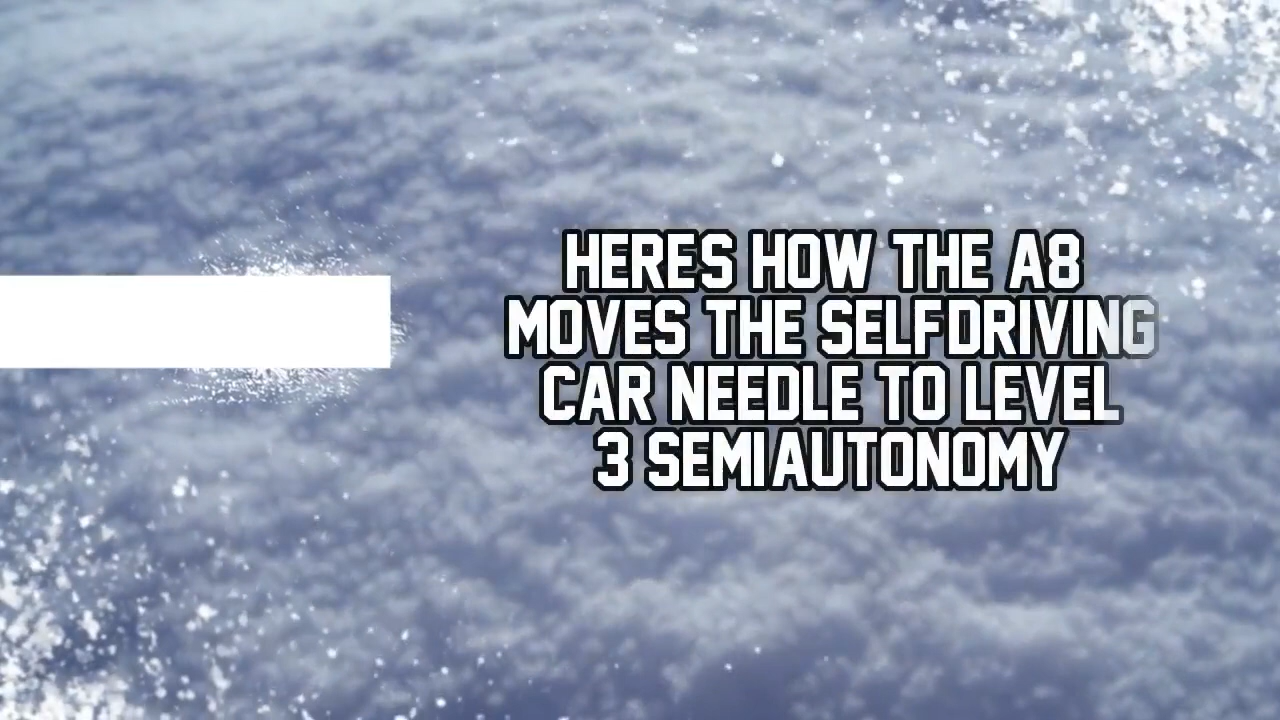 HERES HOW THE A8
MOVES THE SELFDRIVING
CAR NEEDLE TO LEVEL
3 SEMIAUTONOMY